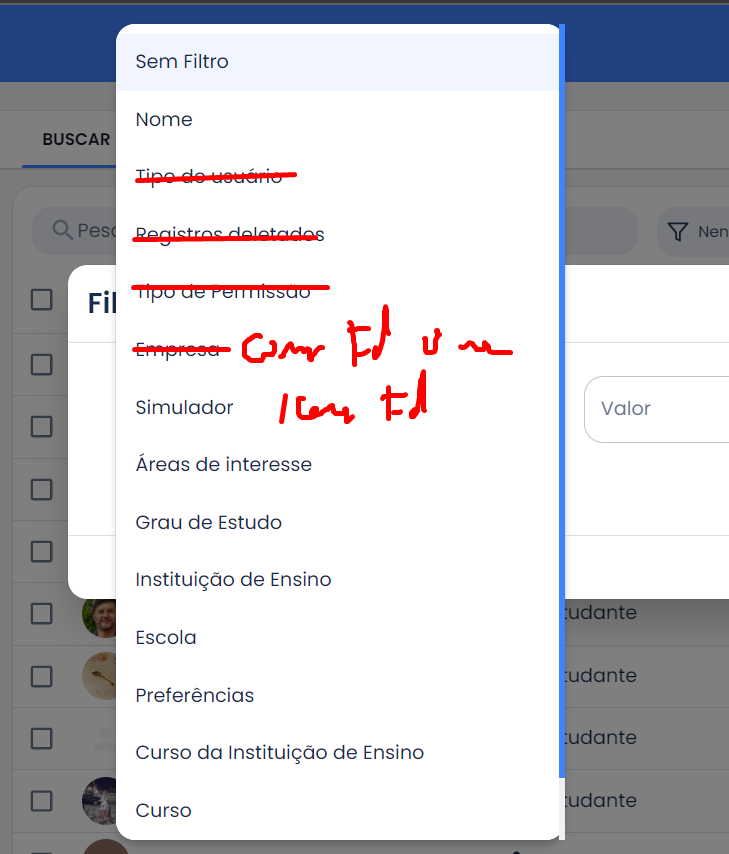 Sem Filtro
Nome
BUSCAR
Tipo de usuário
Pesq
Registros deletados
Nen
Tipo de Permissão
Fil
Empresa
Simulador
Valor
Áreas de interesse
Grau de Estudo
Instituição de Ensino
tudante
Escola
tudante
Preferências
tudante
Curso da Instituição de Ensino
tudante
Curso